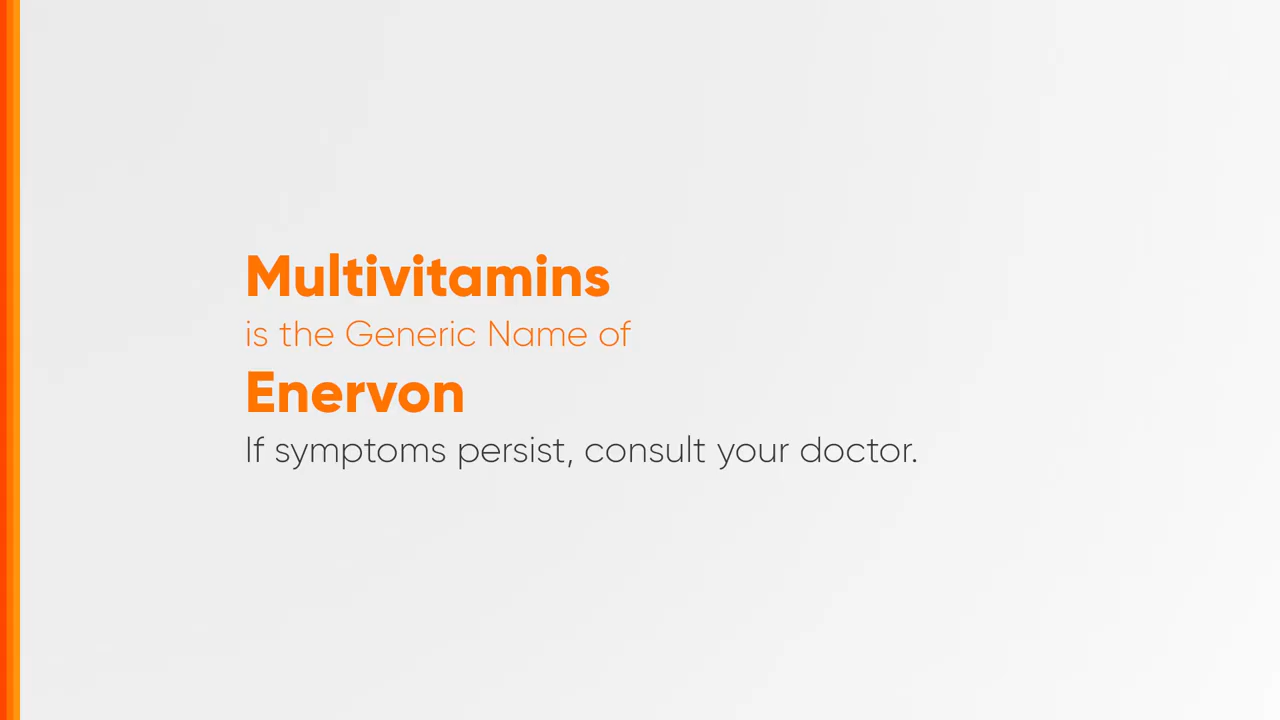 Multivitamins
is the Generic Name of
Enervon
If symptoms persist, consult your doctor.